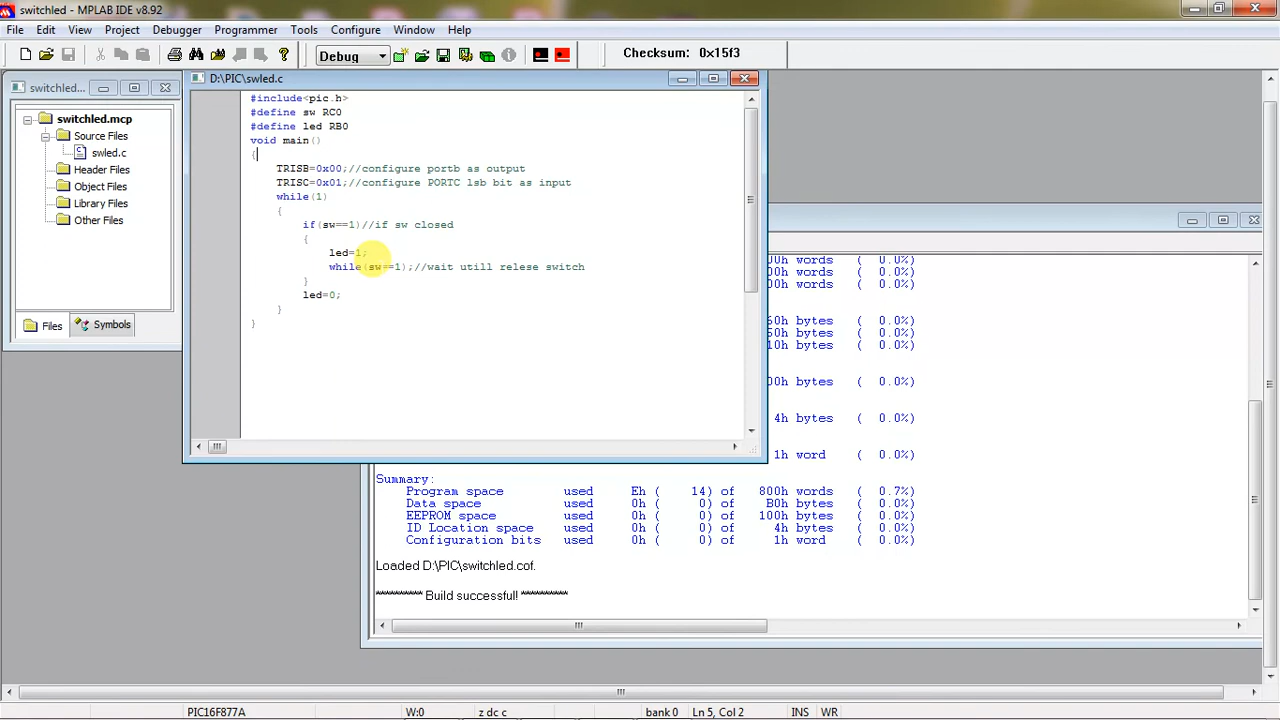 switchled - MPLAB IDE v8.92
File Edit View Project Debugger Programmer Tools Configure Window Help
Debug
Checksum: 0x15f3
switchled...
switchled.mcp
Source Files
swled.c
Header Files
Object Files
Library Files
Other Files
Files
Symbols
D:\PIC\swled.c
#include<pic.h>
#define sw RC0
#define led RB0
void main()
{
TRISB=0x00;//configure portb as output
TRISC=0x01;//configure PORTC lsb bit as input
while(1)
{
if(sw==1)//if sw closed
{
led=1;
while(sw==1);//wait utill relese switch
}
led=0;
}
}
00h words ( 0.0%)
00h words ( 0.0%)
00h words ( 0.0%)
60h bytes ( 0.0%)
60h bytes ( 0.0%)
10h bytes ( 0.0%)
00h bytes ( 0.0%)
4h bytes ( 0.0%)
1h word ( 0.0%)
Summary:
Program space used Eh ( 14) of 800h words ( 0.7%)
Data space used 0h ( 0) of B0h bytes ( 0.0%)
EEPROM space used 0h ( 0) of 100h bytes ( 0.0%)
ID Location space used 0h ( 0) of 4h bytes ( 0.0%)
Configuration bits used 0h ( 0) of 1h word ( 0.0%)
Loaded D:\PIC\switchled.cof.
********** Build successful! **********
PIC16F877A W:0 z dc c bank 0 Ln 5, Col 2 INS WR